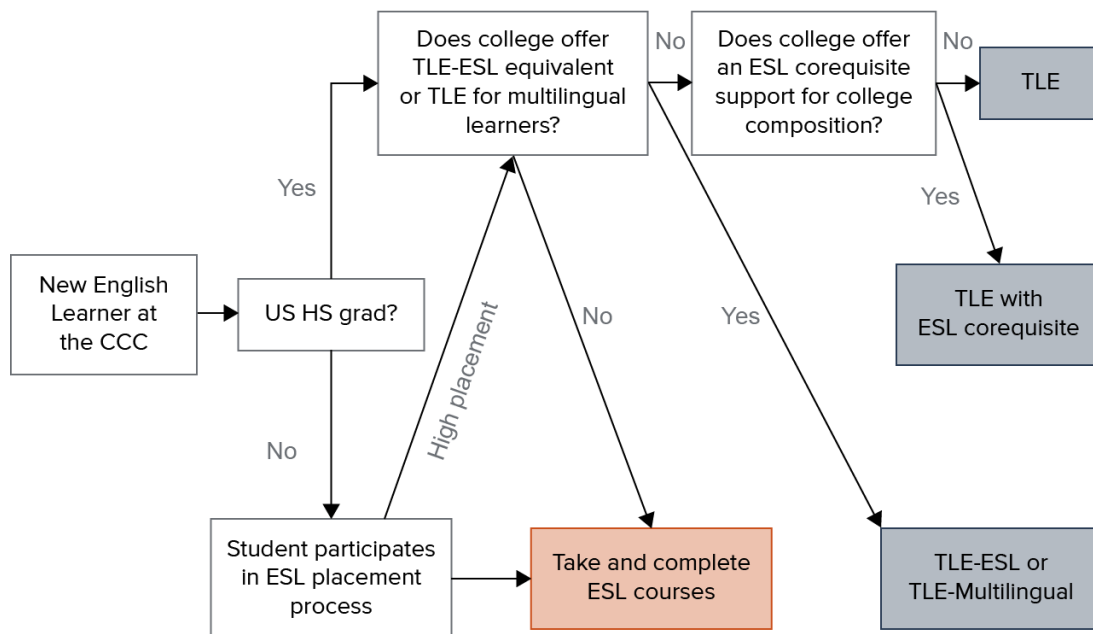 Does college offer
TLE-ESL equivalent
or TLE for multilingual
learners?
No
Does college offer
an ESL corequisite
support for college
composition?
No
TLE
Yes
Yes
New English
Learner at
the CCC
US HS grad?
TLE with
ESL corequisite
High placement
No
Yes
No
Student participates
in ESL placement
process
Take and complete
ESL courses
TLE-ESL or
TLE-Multilingual